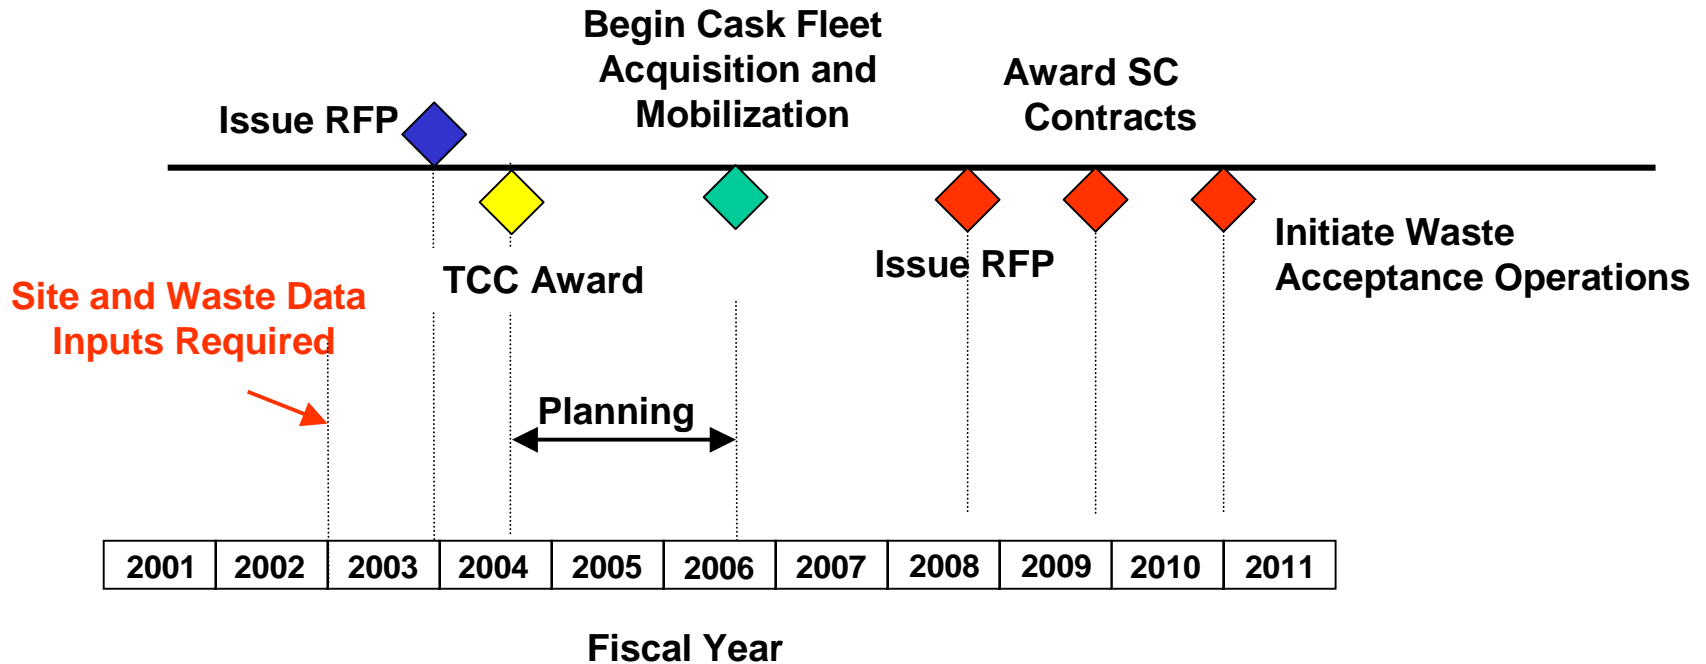 Begin Cask Fleet
Acquisition and
Mobilization
Award SC
Contracts
Issue RFP
TCC Award
Issue RFP
Initiate Waste
Acceptance Operations
Site and Waste Data
Inputs Required
Planning
2001 2002 2003 2004 2005 2006 2007 2008 2009 2010 2011
Fiscal Year